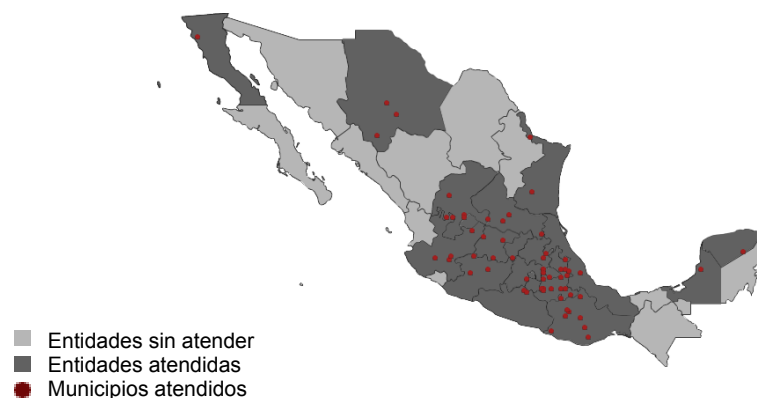 Entidades sin atender
Entidades atendidas
Municipios atendidos